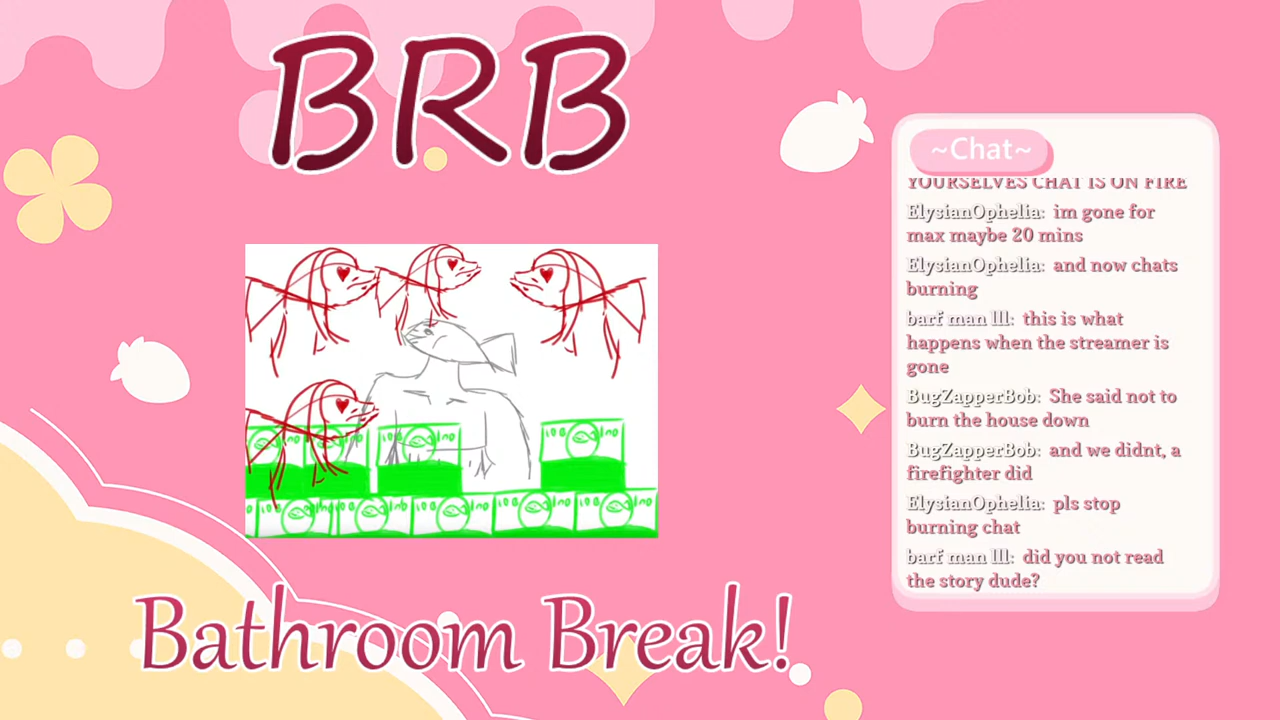 BRB
~Chat~
YOURSELVES CHAT IS ON FIRE
ElysianOphelia: im gone for
max maybe 20 mins
ElysianOphelia: and now chats
burning
barf man lll: this is what
happens when the streamer is
gone
BugZapperBob: She said not to
burn the house down
BugZapperBob: and we didnt, a
firefighter did
ElysianOphelia: pls stop
burning chat
barf man lll: did you not read
the story dude?
Bathroom Break!